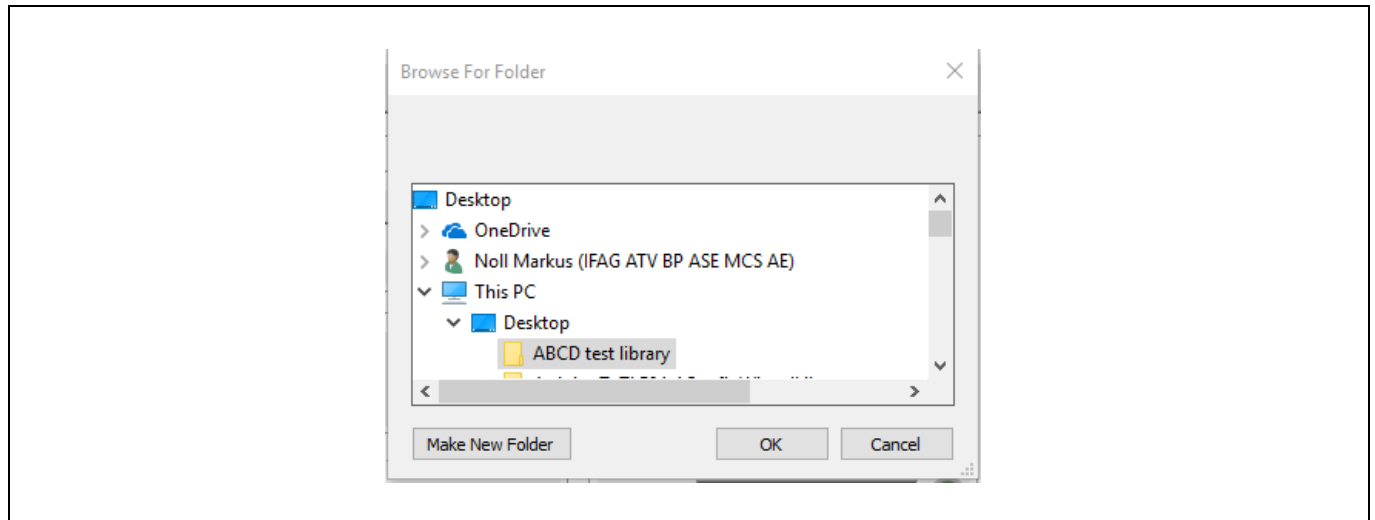 Browse For Folder
Desktop
OneDrive
Noll Markus (IFAG ATV BP ASE MCS AE)
This PC
Desktop
ABCD test library
Make New Folder
OK
Cancel